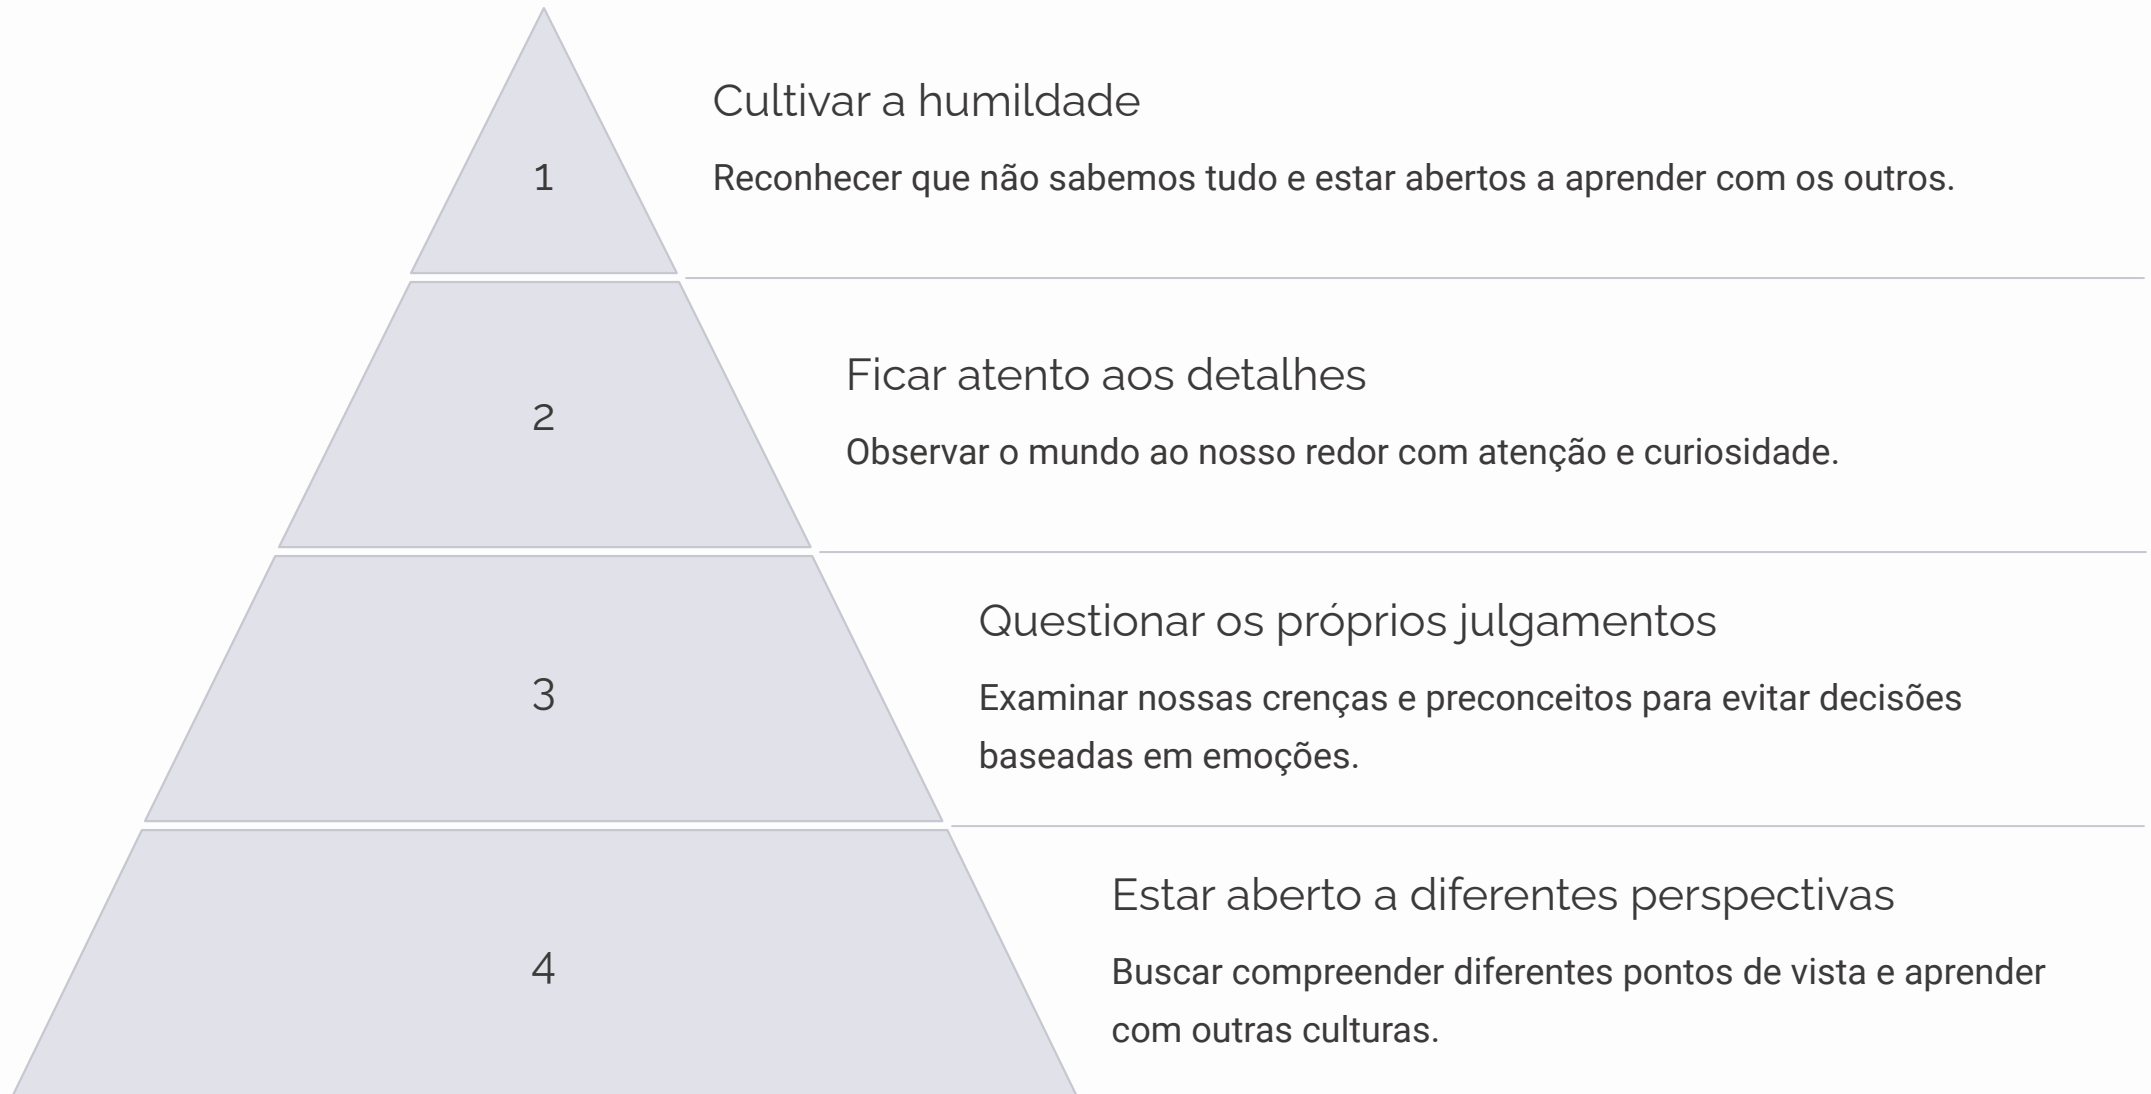 1
Cultivar a humildade
Reconhecer que não sabemos tudo e estar abertos a aprender com os outros.
2
Ficar atento aos detalhes
Observar o mundo ao nosso redor com atenção e curiosidade.
3
Questionar os próprios julgamentos
Examinar nossas crenças e preconceitos para evitar decisões
baseadas em emoções.
4
Estar aberto a diferentes perspectivas
Buscar compreender diferentes pontos de vista e aprender
com outras culturas.